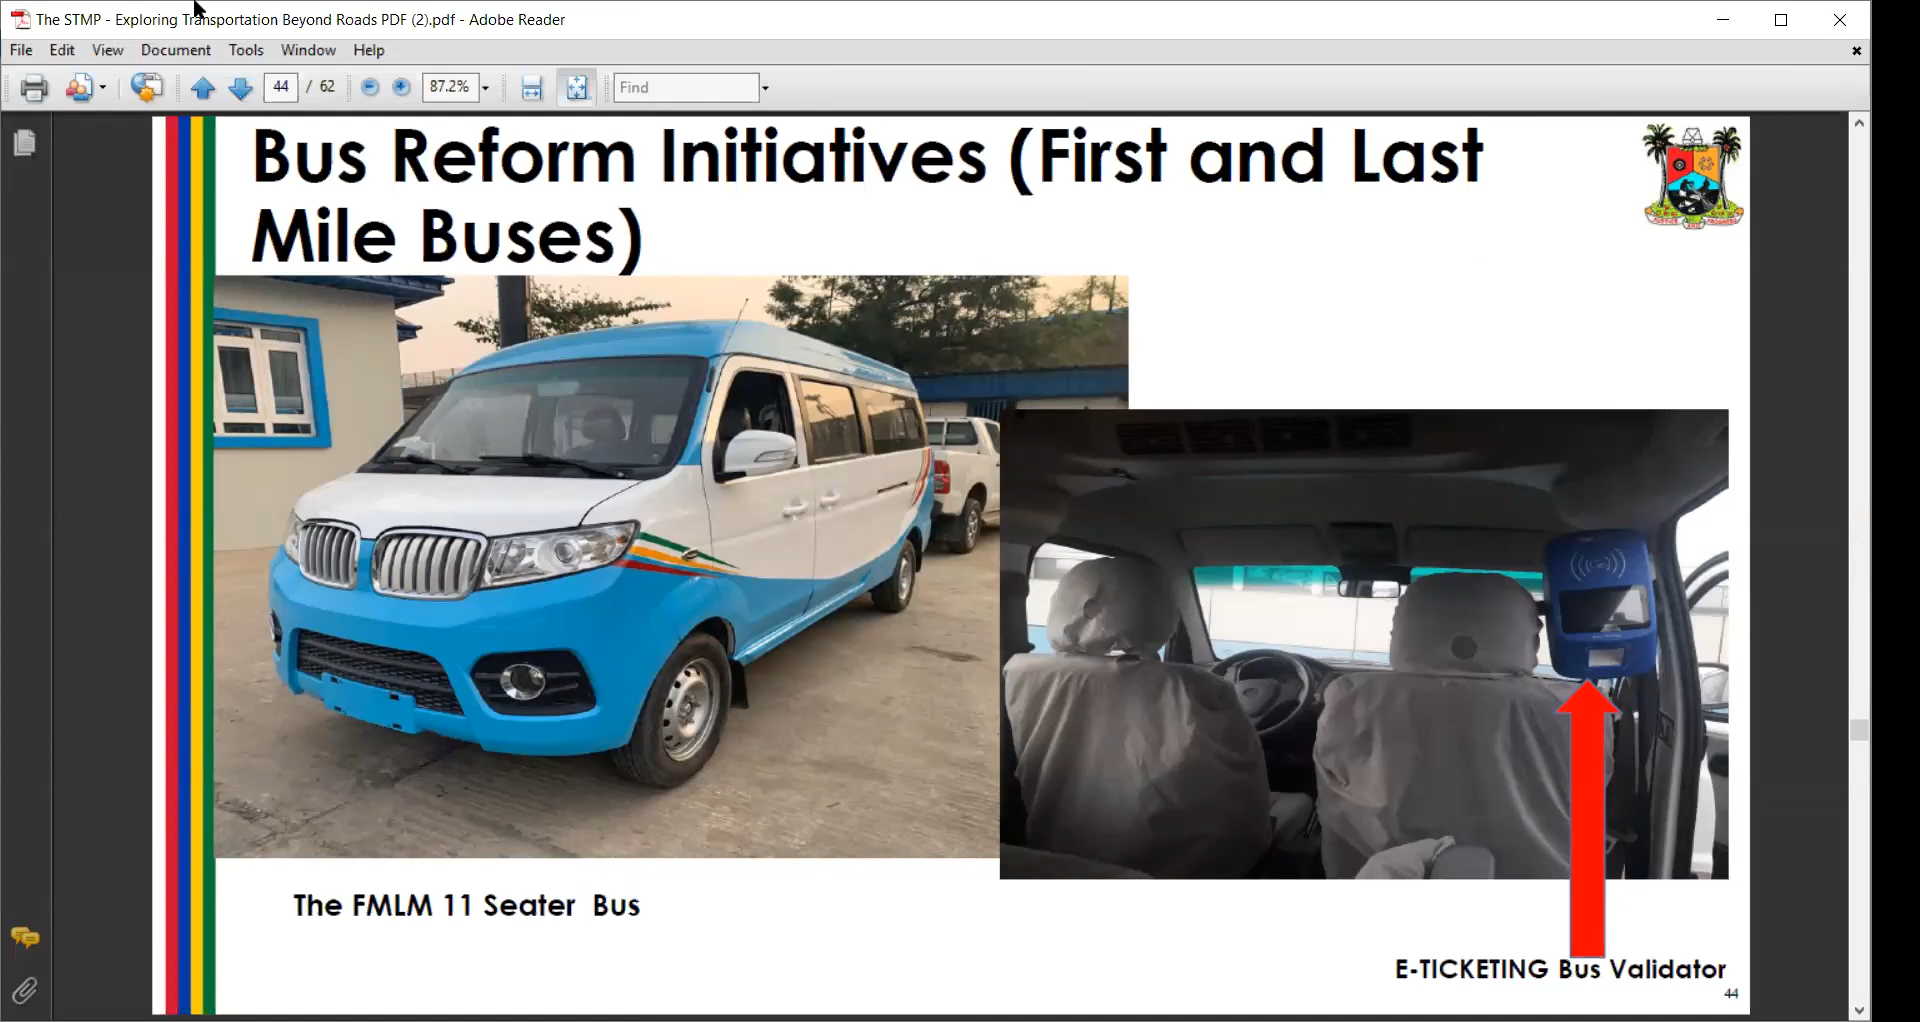 The STMP - Exploring Transportation Beyond Roads PDF (2).pdf - Adobe Reader
File Edit View Document Tools Window Help
44 / 62 87.2% Find
Bus Reform Initiatives (First and Last
Mile Buses)
The FMLM 11 Seater Bus
E-TICKETING Bus Validator
44